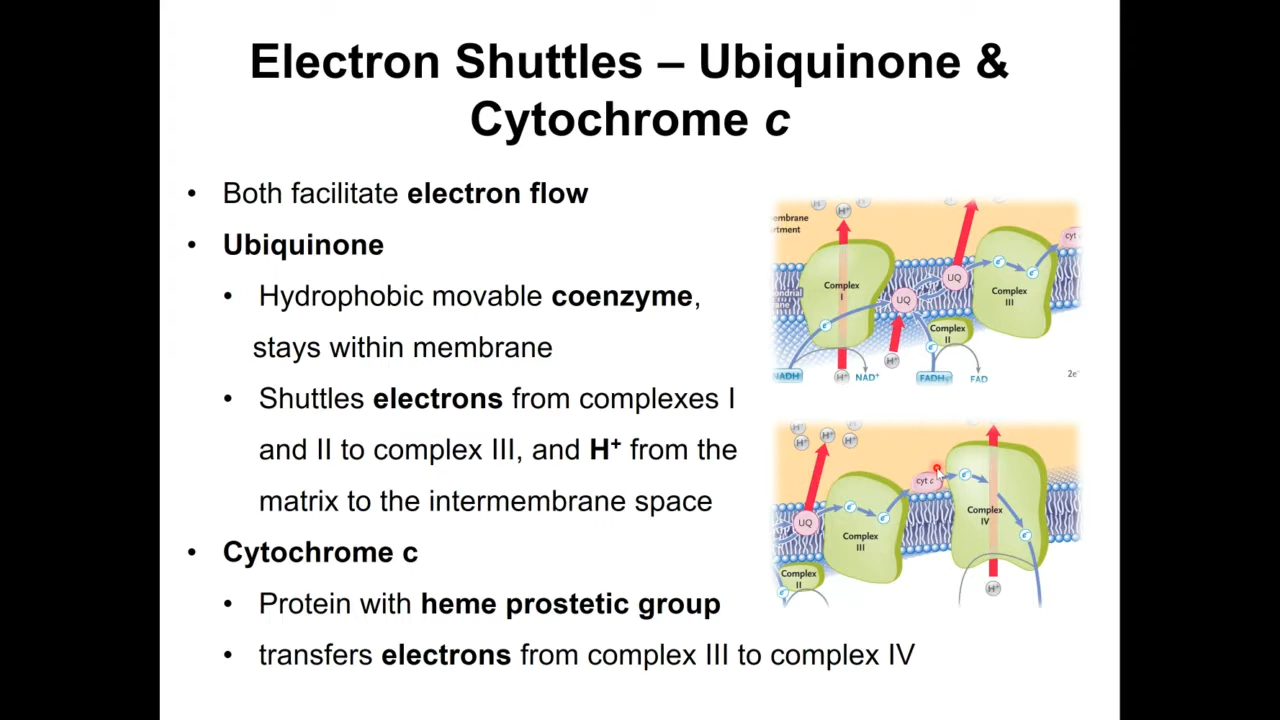 Electron Shuttles – Ubiquinone &
Cytochrome c
• Both facilitate electron flow
• Ubiquinone
• Hydrophobic movable coenzyme,
stays within membrane
• Shuttles electrons from complexes I
and II to complex III, and H⁺ from the
matrix to the intermembrane space
• Cytochrome c
• Protein with heme prostetic group
• transfers electrons from complex III to complex IV
H⁺
H⁺
Complex
I
UQ
UQ
Complex
III
cyt
Complex
II
e⁻
e⁻
e⁻
e⁻
H⁺
NADH
H⁺
NAD⁺
FADH₂
FAD
2e⁻
H⁺
H⁺
H⁺
UQ
e⁻
e⁻
Complex
III
cyt c
e⁻
Complex
IV
e⁻
Complex
II
e⁻
H⁺